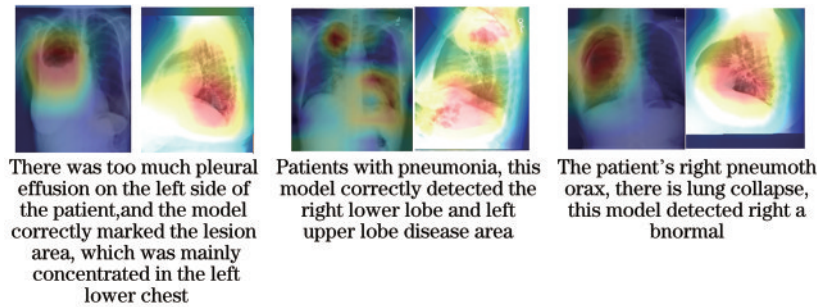 There was too much pleural
effusion on the left side of
the patient,and the model
correctly marked the lesion
area, which was mainly
concentrated in the left
lower chest
Patients with pneumonia, this
model correctly detected the
right lower lobe and left
upper lobe disease area
The patient's right pneumoth
orax, there is lung collapse,
this model detected right a
bnormal